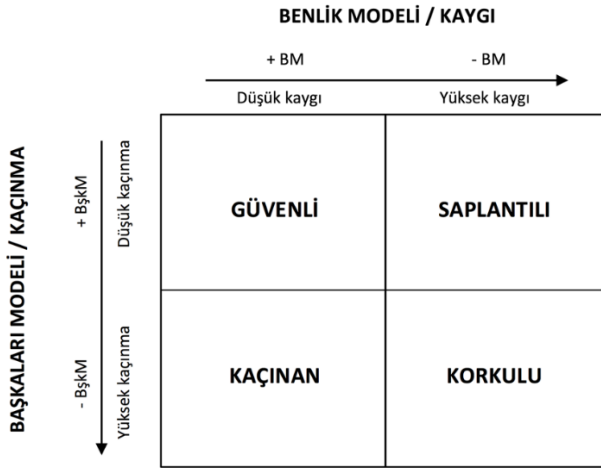 BENLİK MODELİ / KAYGI
+ BM
- BM
Düşük kaygı
Yüksek kaygı
BAŞKALARI MODELİ / KAÇINMA
+ BşkM
Düşük kaçınma
- BşkM
Yüksek kaçınma
GÜVENLİ
SAPLANTILI
KAÇINAN
KORKULU